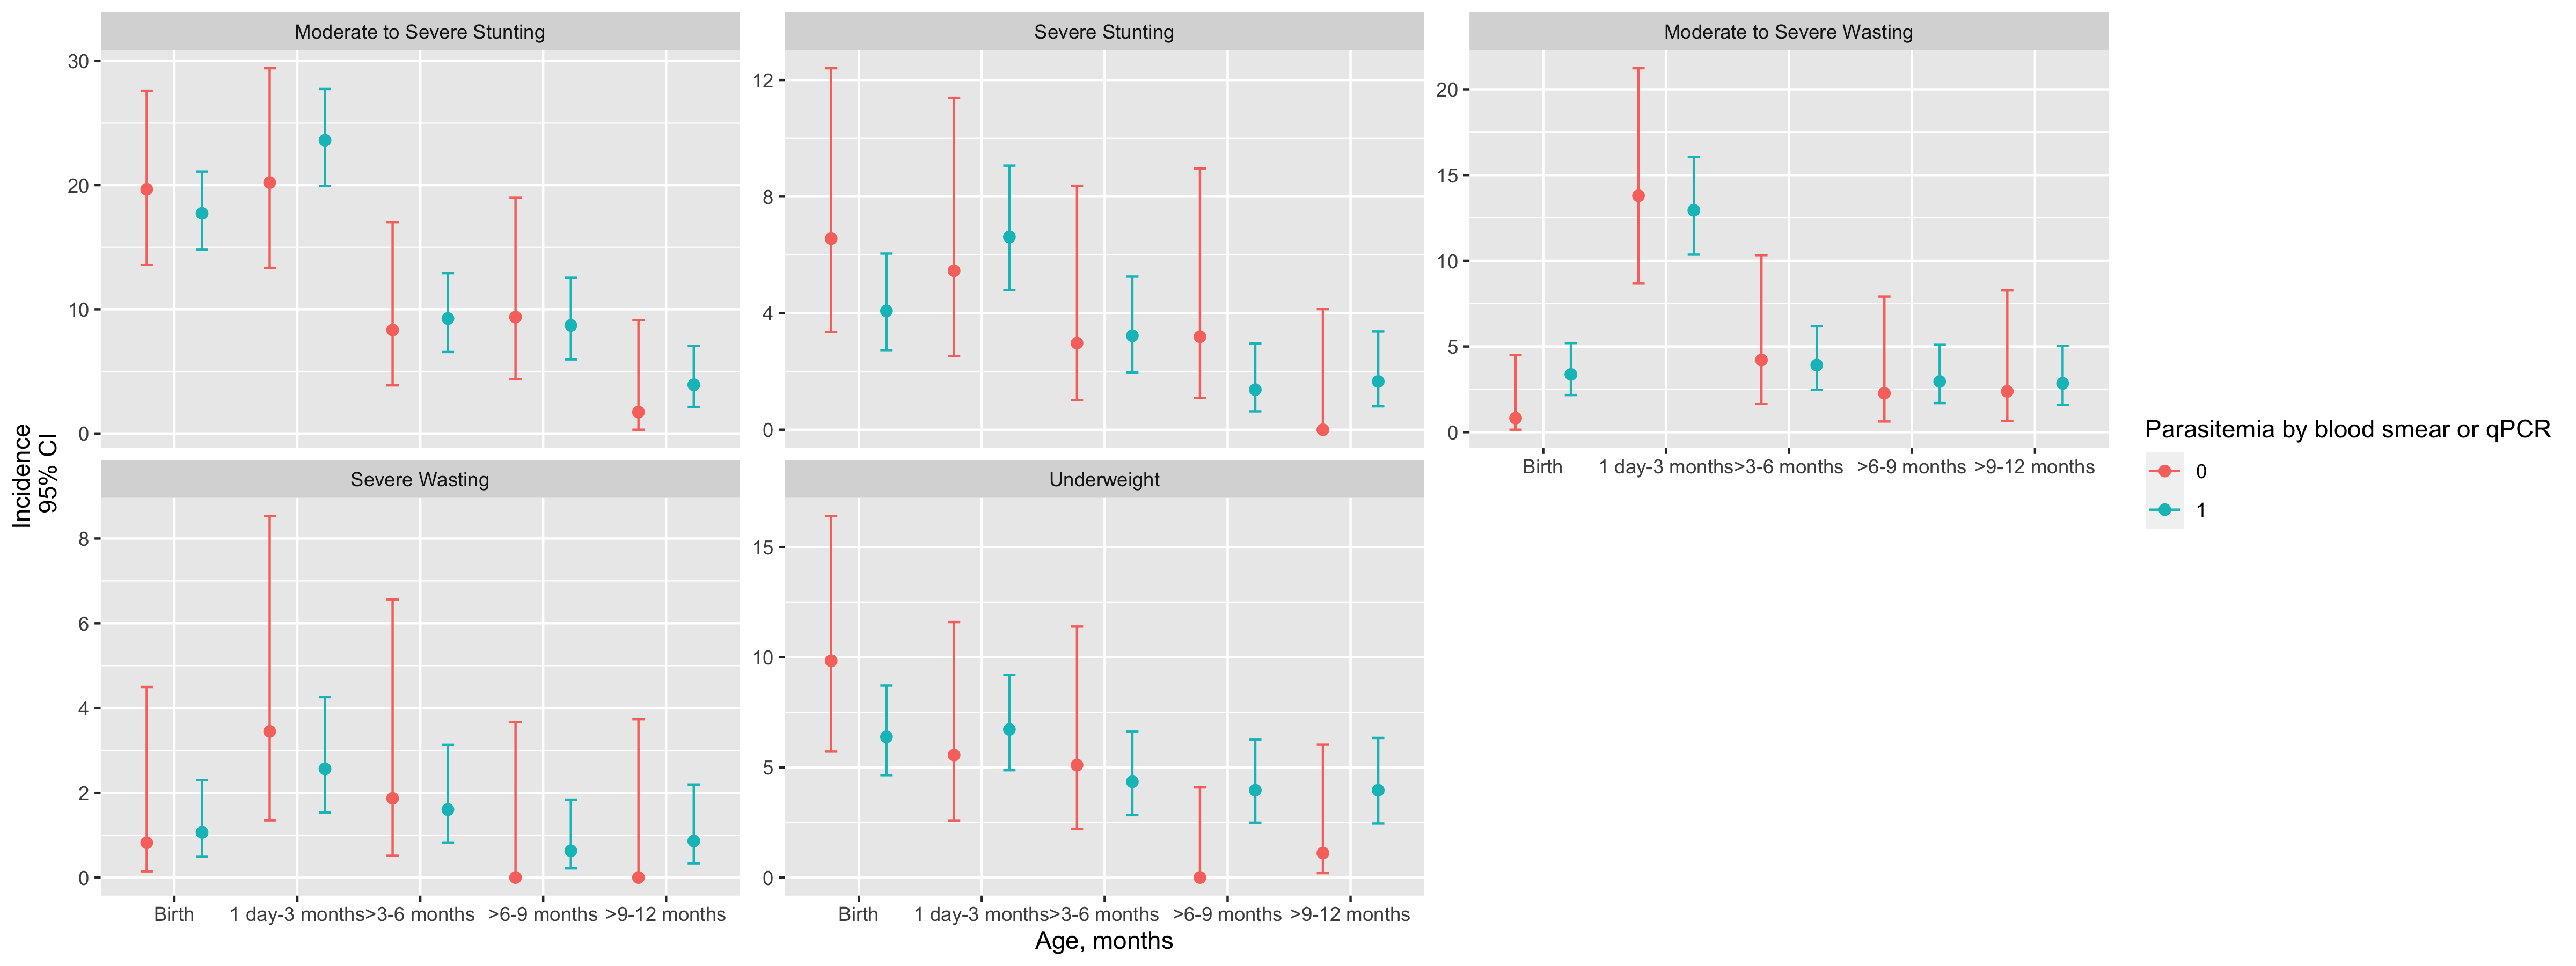 Moderate to Severe Stunting
Severe Stunting
Moderate to Severe Wasting
30
20
10
0
12
8
4
0
20
15
10
5
0
Birth
1 day-3 months
>3-6 months
>6-9 months
>9-12 months
Severe Wasting
Underweight
8
6
4
2
0
15
10
5
0
Birth
1 day-3 months
>3-6 months
>6-9 months
>9-12 months
Birth
1 day-3 months
>3-6 months
>6-9 months
>9-12 months
Age, months
Incidence
95% CI
Parasitemia by blood smear or qPCR
0
1